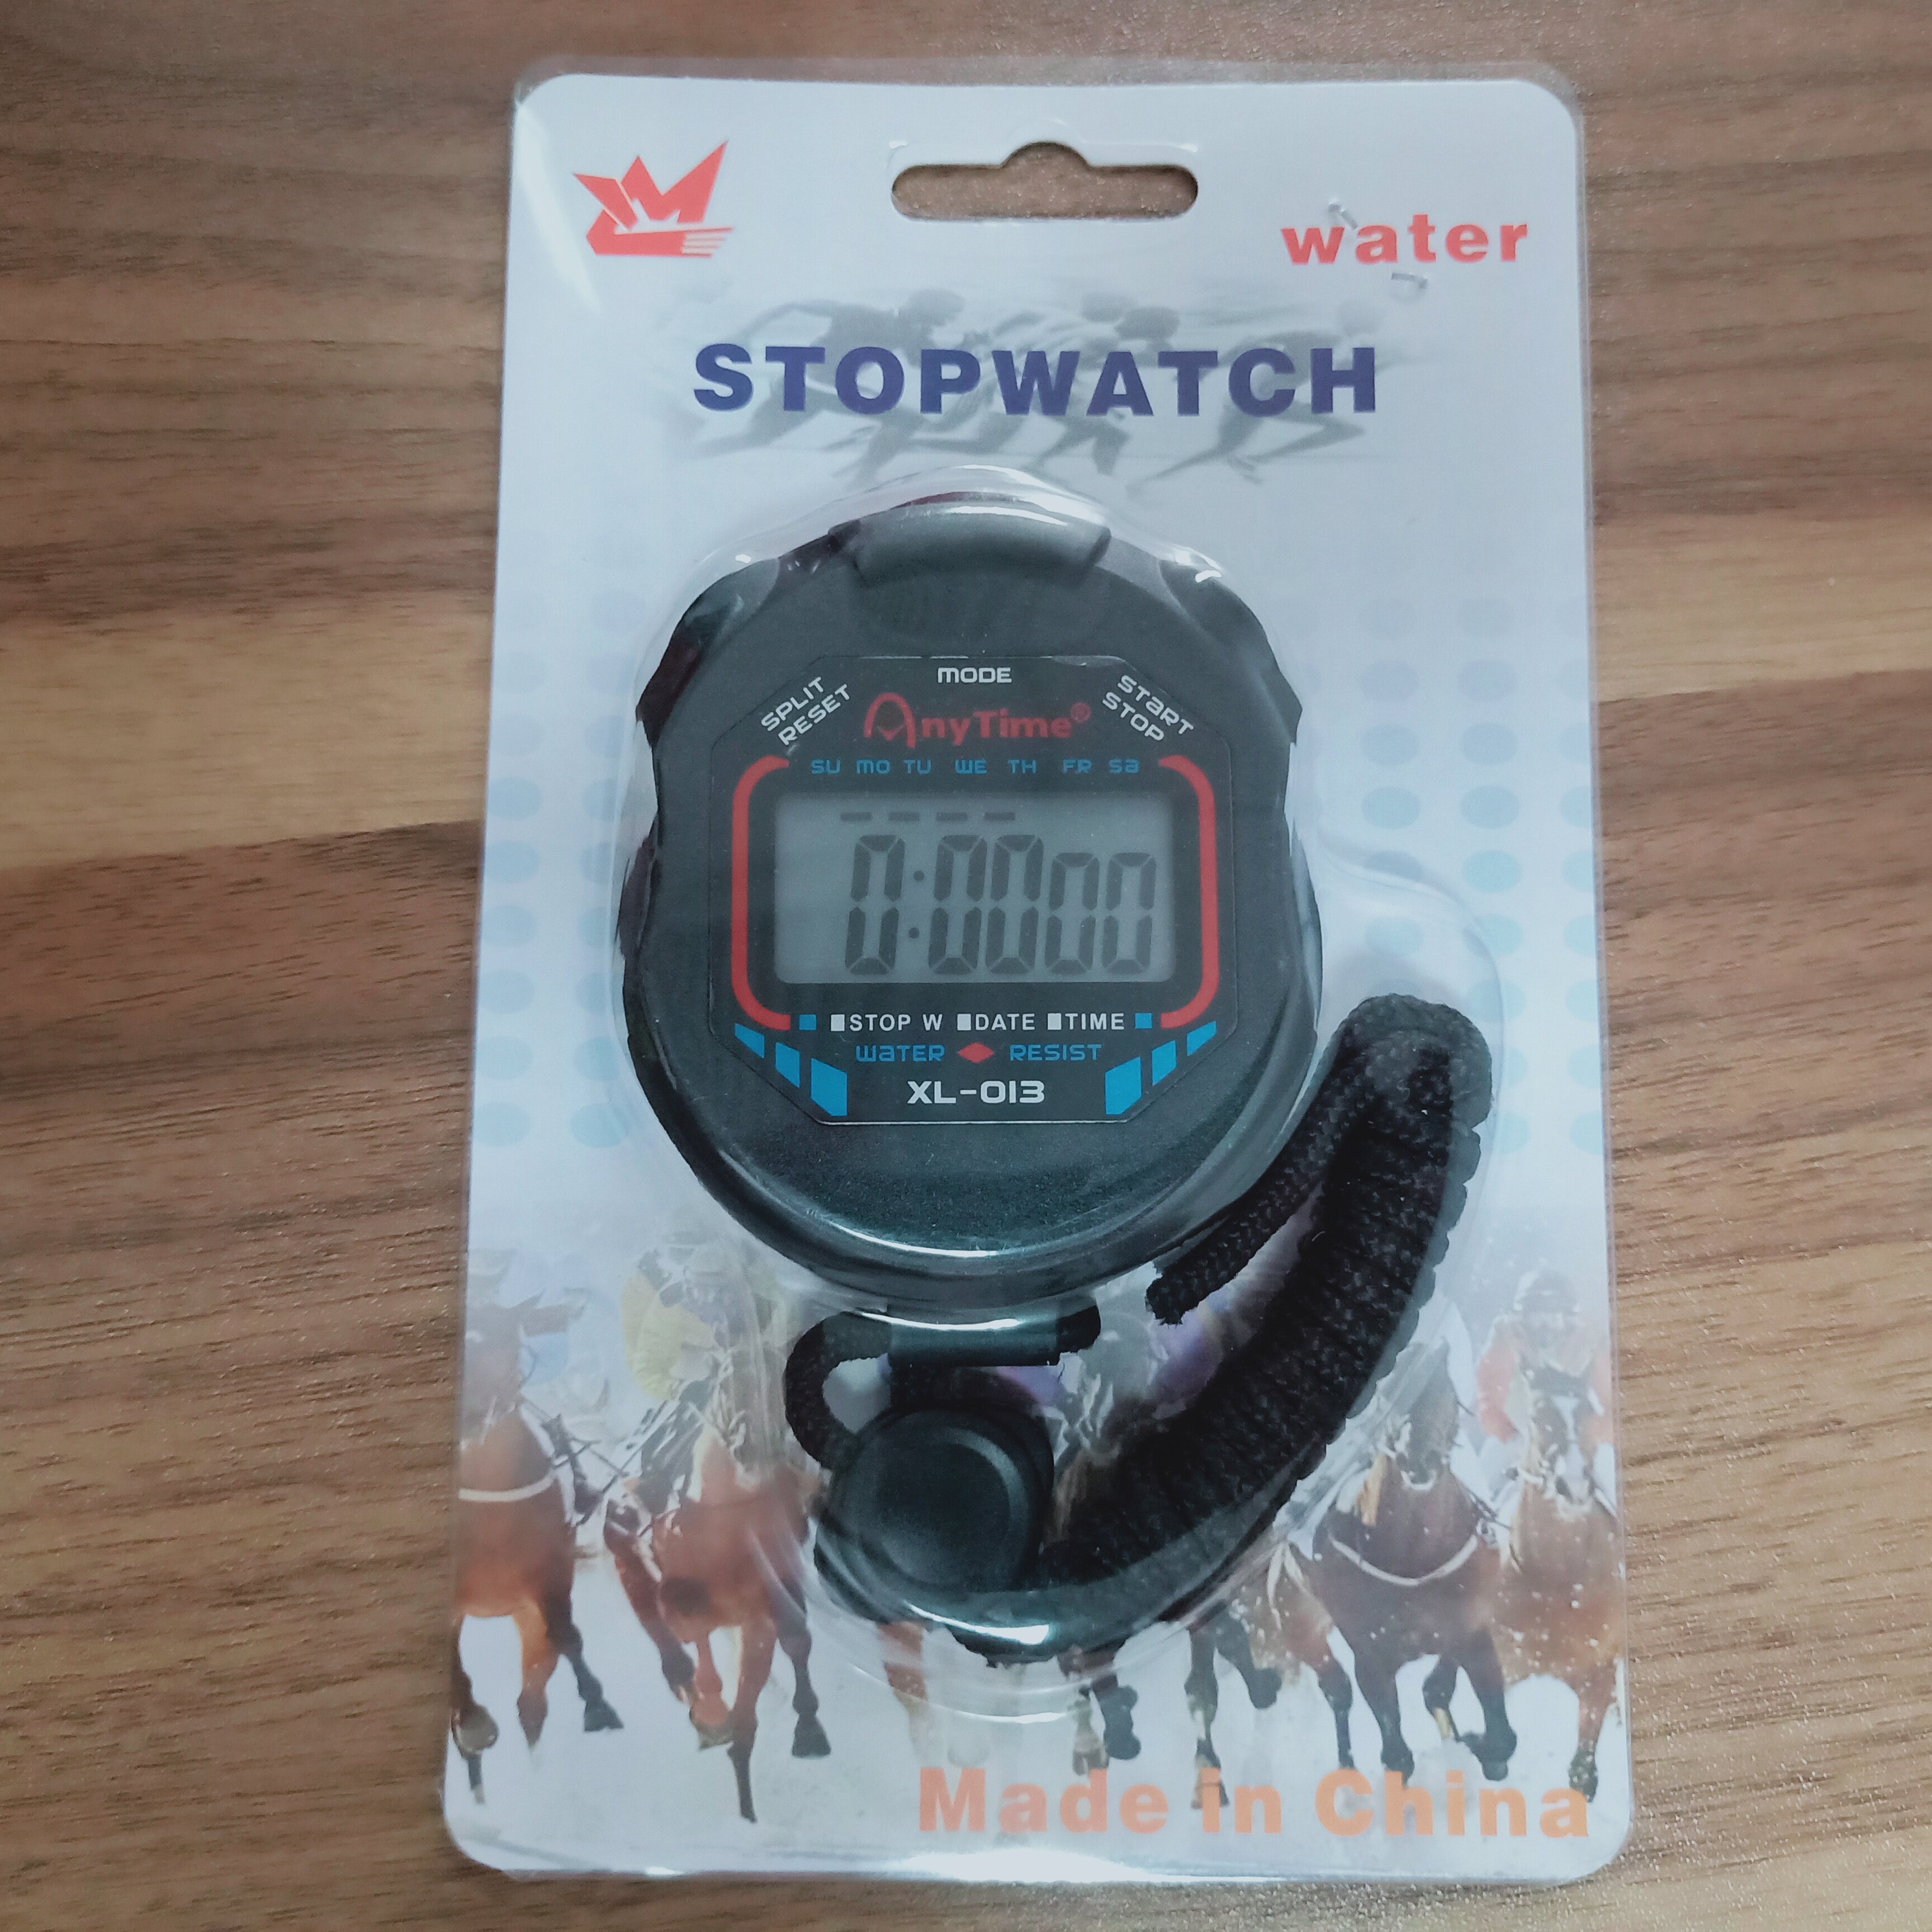 water
STOPWATCH
MODE
SPLIT
RESET
START
STOP
AnyTime®
SU MO TU WE TH FR Sa
0:0000
■STOP W ■DATE ■TIME
WATER RESIST
XL-013
Made in China